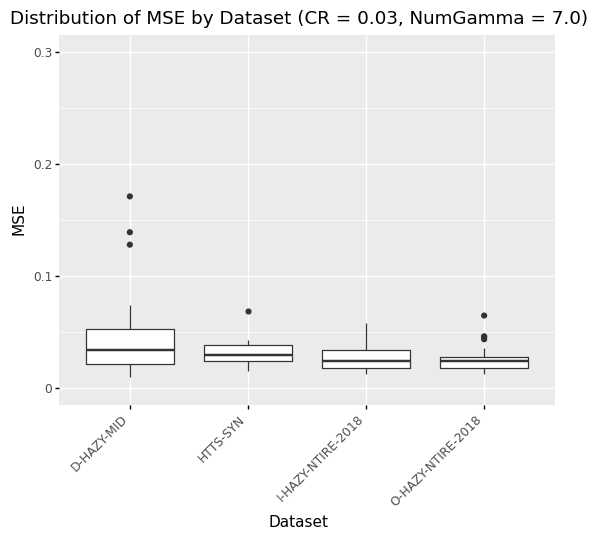 Distribution of MSE by Dataset (CR = 0.03, NumGamma = 7.0)
0.3
0.2
0.1
0
MSE
D-HAZY-MID
HTTS-SYN
I-HAZY-NTIRE-2018
O-HAZY-NTIRE-2018
Dataset